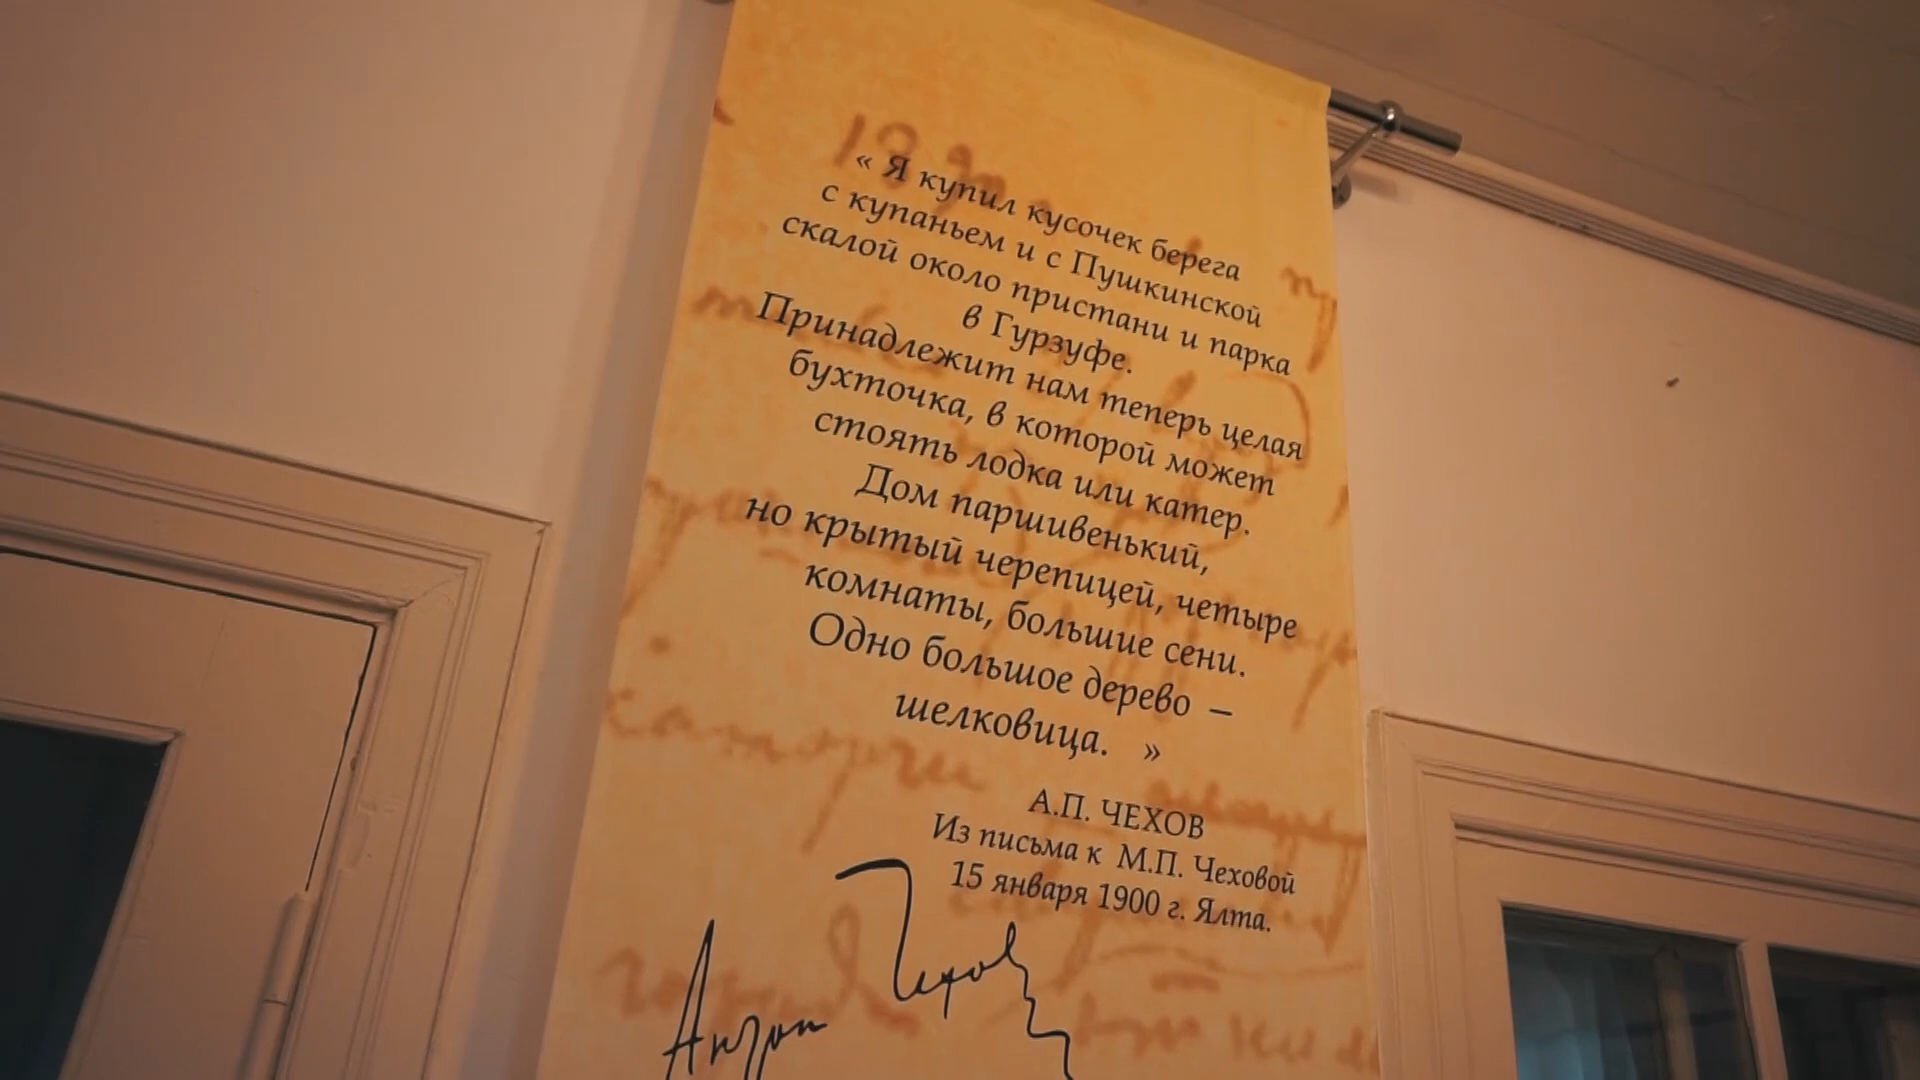 « Я купил кусочек берега
с купаньем и с Пушкинской
скалой около пристани и парка
в Гурзуфе.
Принадлежит нам теперь целая
бухточка, в которой может
стоять лодка или катер.
Дом паршивенький,
но крытый черепицей, четыре
комнаты, большие сени.
Одно большое дерево –
шелковица. »
А.П. ЧЕХОВ
Из письма к М.П. Чеховой
15 января 1900 г. Ялта.
Антон Чехов